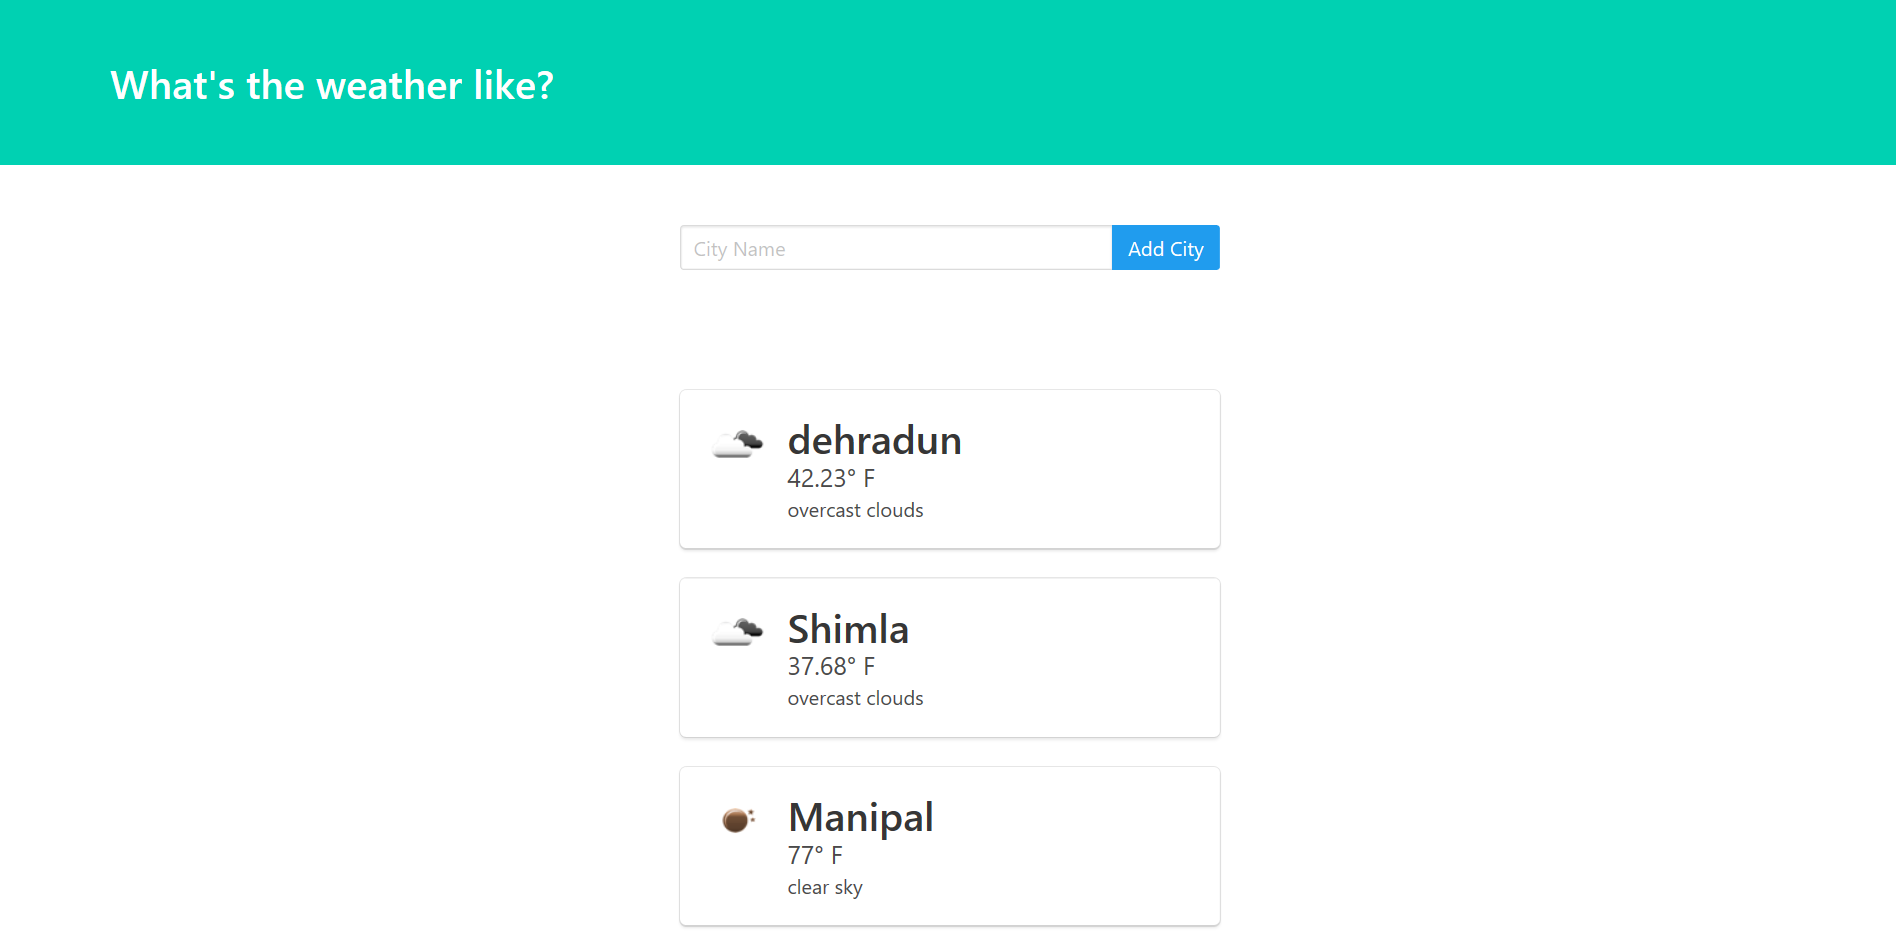 What's the weather like?
City Name
Add City
dehradun
42.23° F
overcast clouds
Shimla
37.68° F
overcast clouds
Manipal
77° F
clear sky